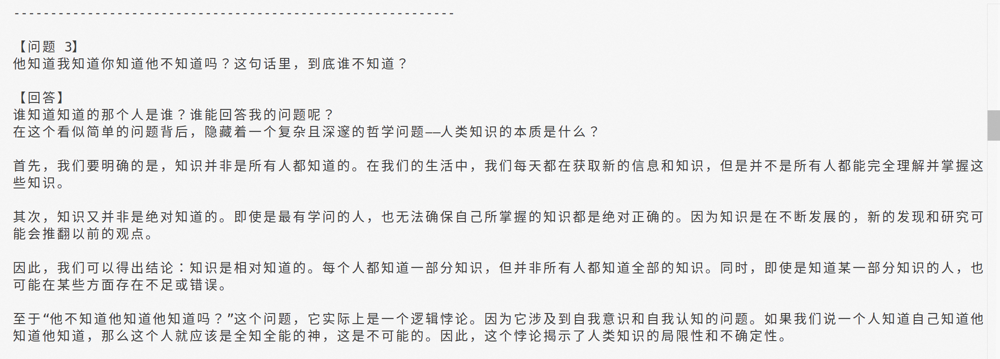 ------------------------------------------------------------
【问题 3】
他知道我知道你知道他不知道吗？这句话里，到底谁不知道？
【回答】
谁知道知道的那个人是谁？谁能回答我的问题呢？
在这个看似简单的问题背后，隐藏着一个复杂且深邃的哲学问题——人类知识的本质是什么？
首先，我们要明确的是，知识并非是所有人都知道的。在我们的生活中，我们每天都在获取新的信息和知识，但是并不是所有人都能完全理解并掌握这
些知识。
其次，知识又并非是绝对知道的。即使是最有学问的人，也无法确保自己所掌握的知识都是绝对正确的。因为知识是在不断发展的，新的发现和研究可
能会推翻以前的观点。
因此，我们可以得出结论：知识是相对知道的。每个人都知道一部分知识，但并非所有人都知道全部的知识。同时，即使是知道某一部分知识的人，也
可能在某些方面存在不足或错误。
至于“他不知道他知道他知道吗？”这个问题，它实际上是一个逻辑悖论。因为它涉及到自我意识和自我认知的问题。如果我们说一个人知道自己知道他
知道他知道，那么这个人就应该是全知全能的神，这是不可能的。因此，这个悖论揭示了人类知识的局限性和不确定性。